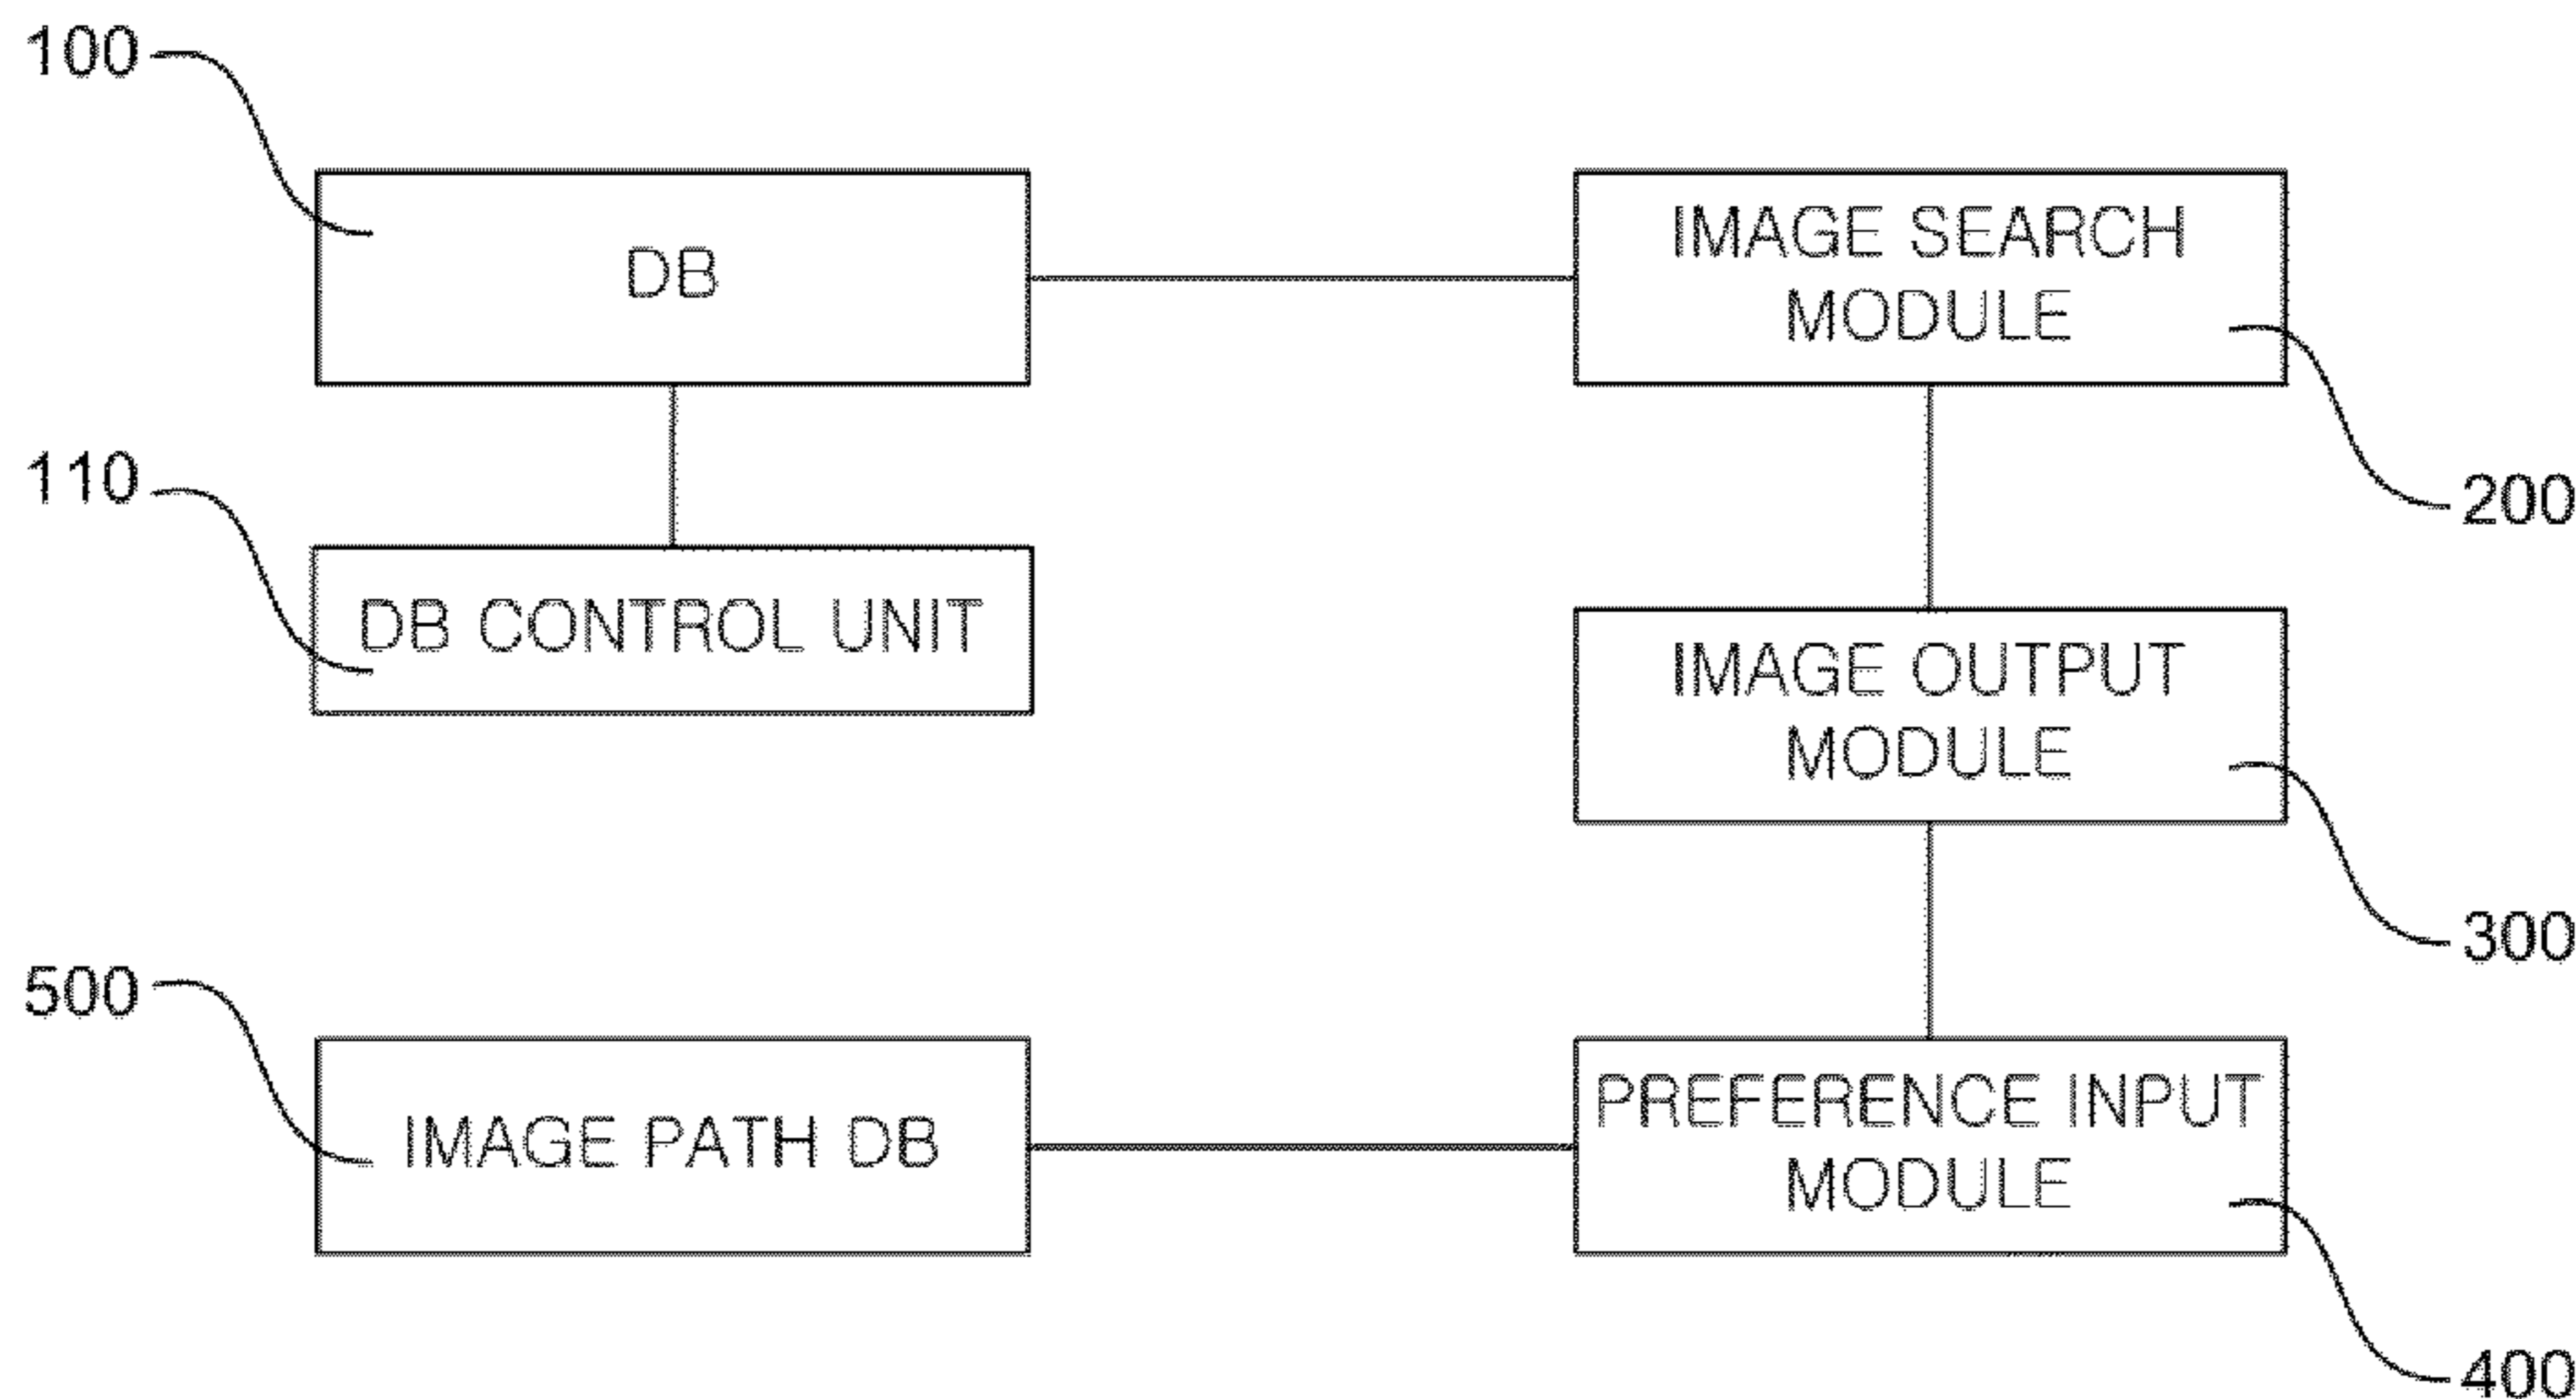 100
DB
IMAGE SEARCH
MODULE
200
110
DB CONTROL UNIT
IMAGE OUTPUT
MODULE
300
500
IMAGE PATH DB
PREFERENCE INPUT
MODULE
400